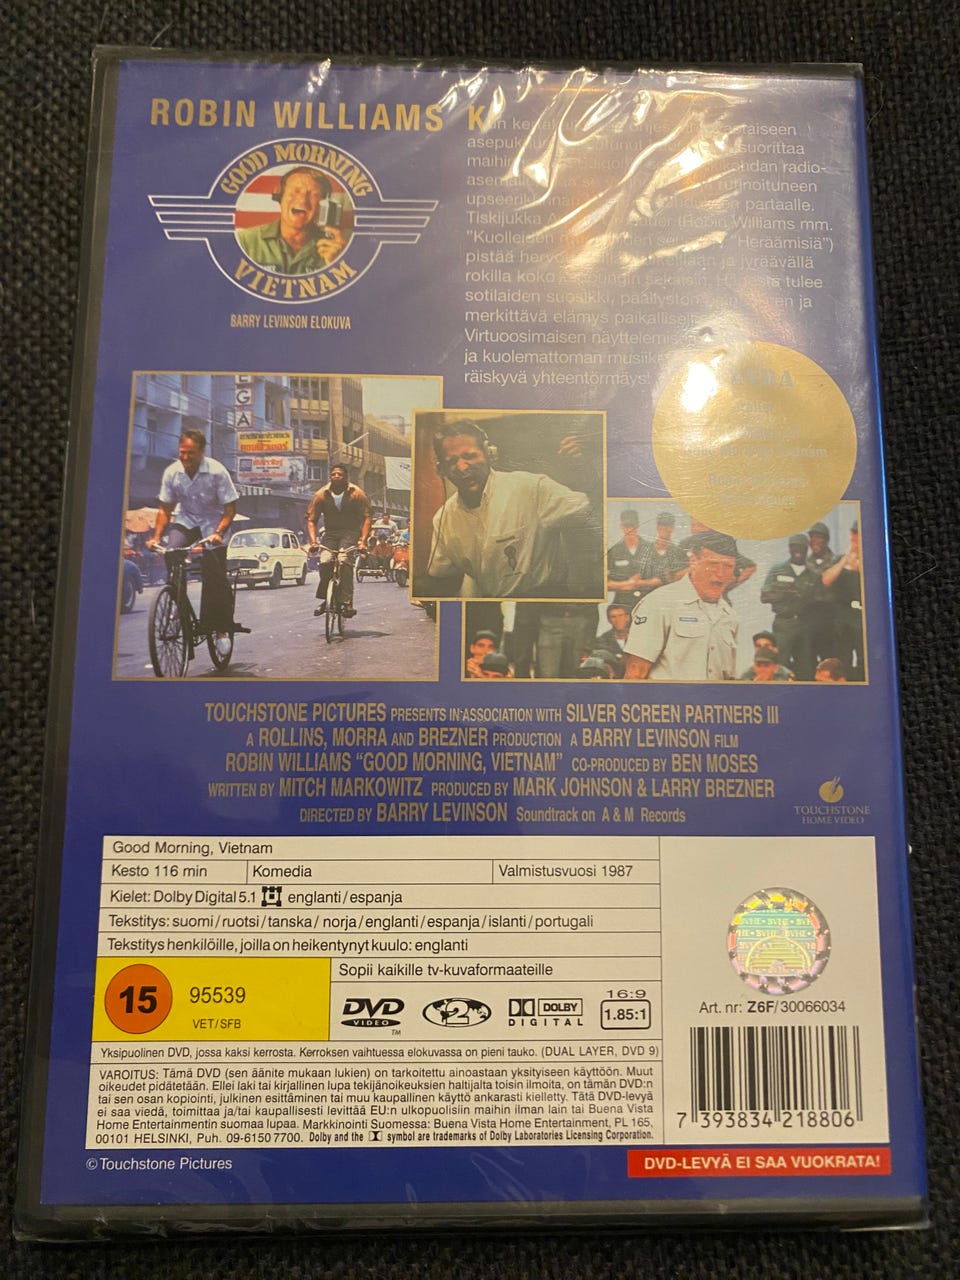 ROBIN WILLIAMS
GOOD MORNING
VIETNAM
BARRY LEVINSON ELOKUVA
asepuk
suorittaa
radio-
upseeri partaalle.
Tiskijukka (Robin Williams mm.
"Kuolleiden "Heräämisiä")
pistää ja jyräävällä
rokilla koko tulee
sotilaiden suosikki, päällystön ja
merkittävä elämys
Virtuoosimaisen
ja kuolemattoman
räiskyvä yhteentörmäys!
EGA
TOUCHSTONE PICTURES PRESENTS IN ASSOCIATION WITH SILVER SCREEN PARTNERS III
A ROLLINS, MORRA AND BREZNER PRODUCTION A BARRY LEVINSON FILM
ROBIN WILLIAMS "GOOD MORNING, VIETNAM" CO-PRODUCED BY BEN MOSES
WRITTEN BY MITCH MARKOWITZ PRODUCED BY MARK JOHNSON & LARRY BREZNER
DIRECTED BY BARRY LEVINSON Soundtrack on A & M Records
TOUCHSTONE
HOME VIDEO
Good Morning, Vietnam
Kesto 116 min Komedia Valmistusvuosi 1987
Kielet: Dolby Digital 5.1 englanti/espanja
Tekstitys: suomi/ruotsi/tanska/ norja/englanti/espanja/islanti/portugali
Tekstitys henkilöille, joilla on heikentynyt kuulo: englanti
15 95539
VET/SFB
Sopii kaikille tv-kuvaformaateille
DVD
VIDEO
TM
2
DOLBY
DIGITAL
16:9
1.85:1
Art. nr: Z6F/30066034
Yksipuolinen DVD, jossa kaksi kerrosta. Kerroksen vaihtuessa elokuvassa on pieni tauko. (DUAL LAYER, DVD 9)
VAROITUS: Tämä DVD (sen äänite mukaan lukien) on tarkoitettu ainoastaan yksityiseen käyttöön. Muut
oikeudet pidätetään. Ellei laki tai kirjallinen lupa tekijänoikeuksien haltijalta toisin ilmoita, on tämän DVD:n
tai sen osan kopiointi, julkinen esittäminen tai muu kaupallinen käyttö ankarasti kielletty. Tätä DVD-levyä
ei saa viedä, toimittaa ja/tai kaupallisesti levittää EU:n ulkopuolisiin maihin ilman lain tai Buena Vista
Home Entertainmentin suomaa lupaa. Markkinointi Suomessa: Buena Vista Home Entertainment, PL 165,
00101 HELSINKI, Puh. 09-6150 7700. Dolby and the symbol are trademarks of Dolby Laboratories Licensing Corporation.
7 393834 218806
© Touchstone Pictures
DVD-LEVYÄ EI SAA VUOKRATA!